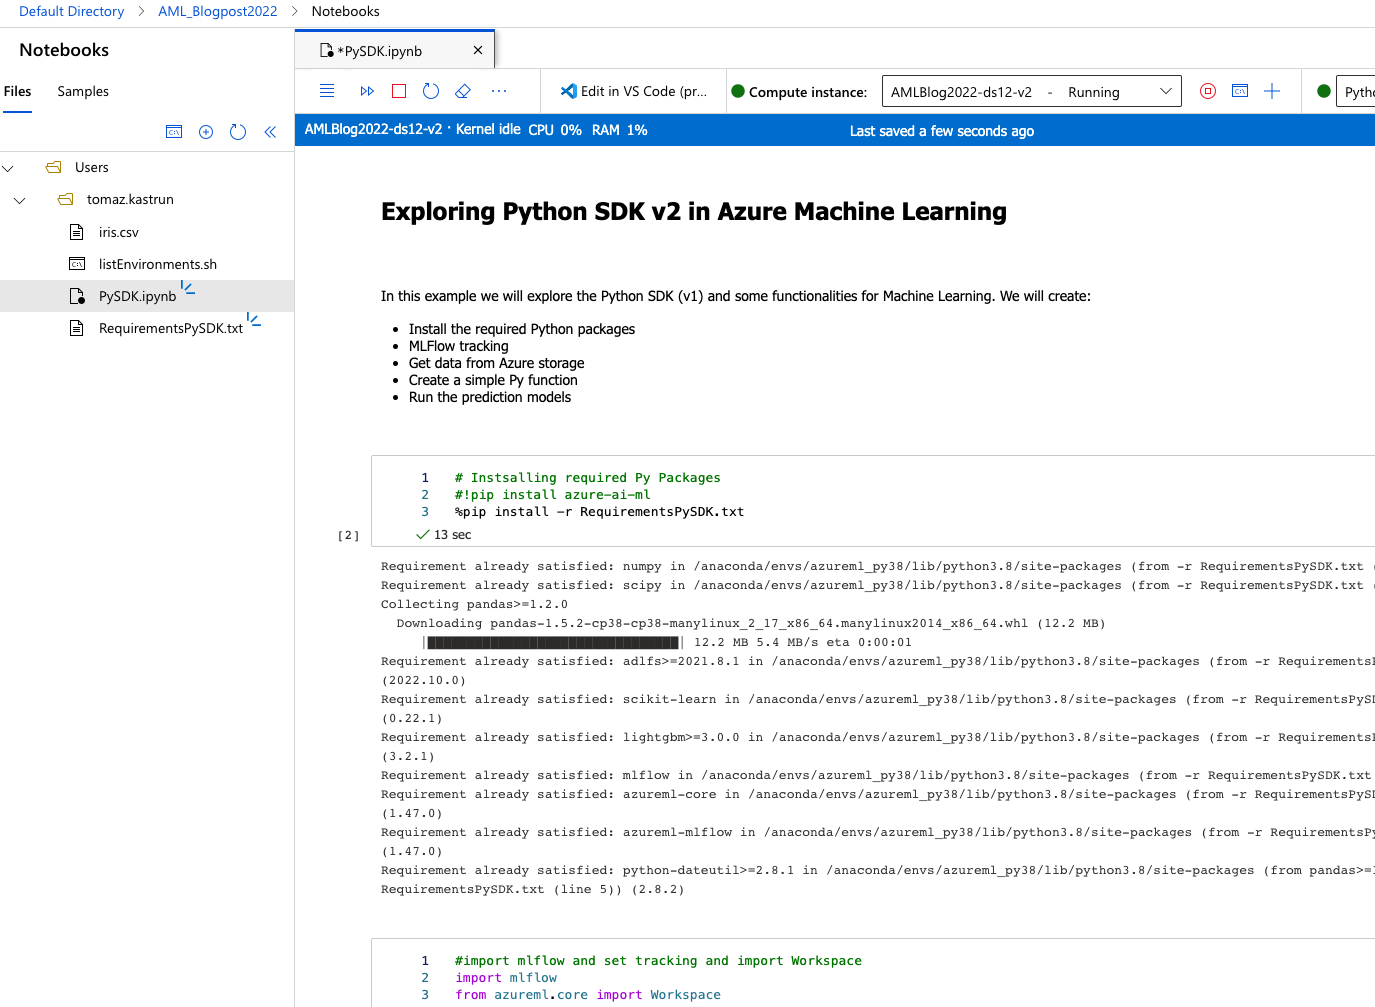 Default Directory > AML_Blogpost2022 > Notebooks
Notebooks
Files Samples
Users
tomaz.kastrun
iris.csv
listEnvironments.sh
PySDK.ipynb
RequirementsPySDK.txt
*PySDK.ipynb
Edit in VS Code (pr... Compute instance: AMLBlog2022-ds12-v2 - Running Pytho
AMLBlog2022-ds12-v2 · Kernel idle CPU 0% RAM 1% Last saved a few seconds ago
Exploring Python SDK v2 in Azure Machine Learning
In this example we will explore the Python SDK (v1) and some functionalities for Machine Learning. We will create:
• Install the required Python packages
• MLFlow tracking
• Get data from Azure storage
• Create a simple Py function
• Run the prediction models
1 # Instsalling required Py Packages
2 #!pip install azure-ai-ml
3 %pip install -r RequirementsPySDK.txt
[2] 13 sec
Requirement already satisfied: numpy in /anaconda/envs/azureml_py38/lib/python3.8/site-packages (from -r RequirementsPySDK.txt (
Requirement already satisfied: scipy in /anaconda/envs/azureml_py38/lib/python3.8/site-packages (from -r RequirementsPySDK.txt (
Collecting pandas>=1.2.0
Downloading pandas-1.5.2-cp38-cp38-manylinux_2_17_x86_64.manylinux2014_x86_64.whl (12.2 MB)
|████████████████████████████████| 12.2 MB 5.4 MB/s eta 0:00:01
Requirement already satisfied: adlfs>=2021.8.1 in /anaconda/envs/azureml_py38/lib/python3.8/site-packages (from -r Requirements
(2022.10.0)
Requirement already satisfied: scikit-learn in /anaconda/envs/azureml_py38/lib/python3.8/site-packages (from -r RequirementsPyS
(0.22.1)
Requirement already satisfied: lightgbm>=3.0.0 in /anaconda/envs/azureml_py38/lib/python3.8/site-packages (from -r Requirements
(3.2.1)
Requirement already satisfied: mlflow in /anaconda/envs/azureml_py38/lib/python3.8/site-packages (from -r RequirementsPySDK.txt
Requirement already satisfied: azureml-core in /anaconda/envs/azureml_py38/lib/python3.8/site-packages (from -r RequirementsPyS
(1.47.0)
Requirement already satisfied: azureml-mlflow in /anaconda/envs/azureml_py38/lib/python3.8/site-packages (from -r RequirementsPy
(1.47.0)
Requirement already satisfied: python-dateutil>=2.8.1 in /anaconda/envs/azureml_py38/lib/python3.8/site-packages (from pandas>=1
RequirementsPySDK.txt (line 5)) (2.8.2)
1 #import mlflow and set tracking and import Workspace
2 import mlflow
3 from azureml.core import Workspace